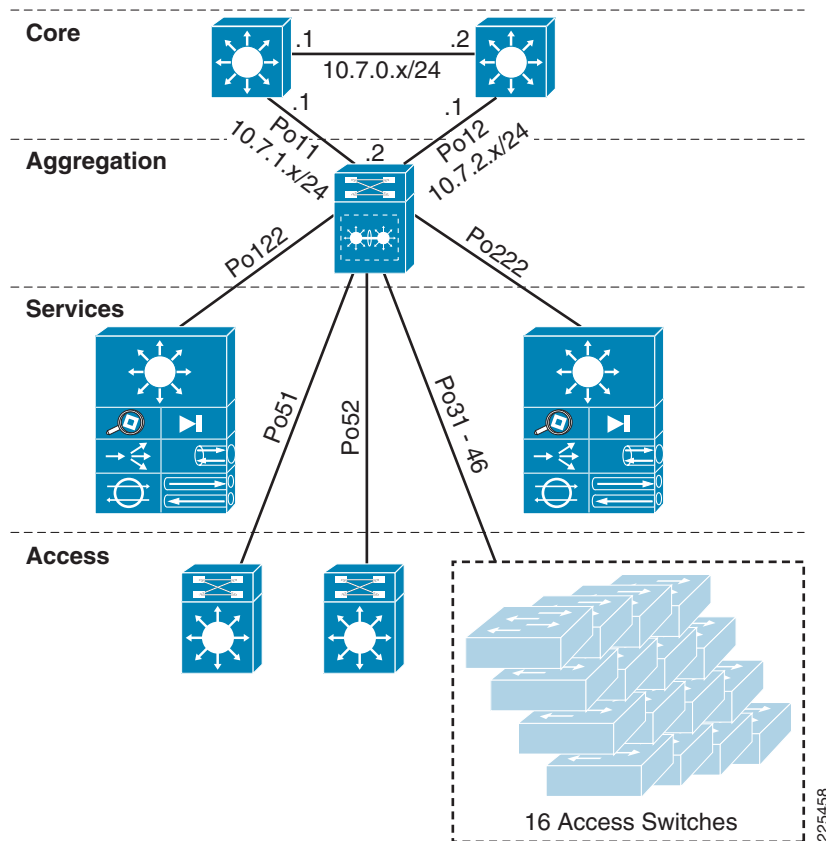 Core
.1
.2
10.7.0.x/24
.1
.1
Po11
10.7.1.x/24
Po12
10.7.2.x/24
Aggregation
.2
Po122
Po222
Services
Po51
Po52
Po31 - 46
Access
16 Access Switches
225458